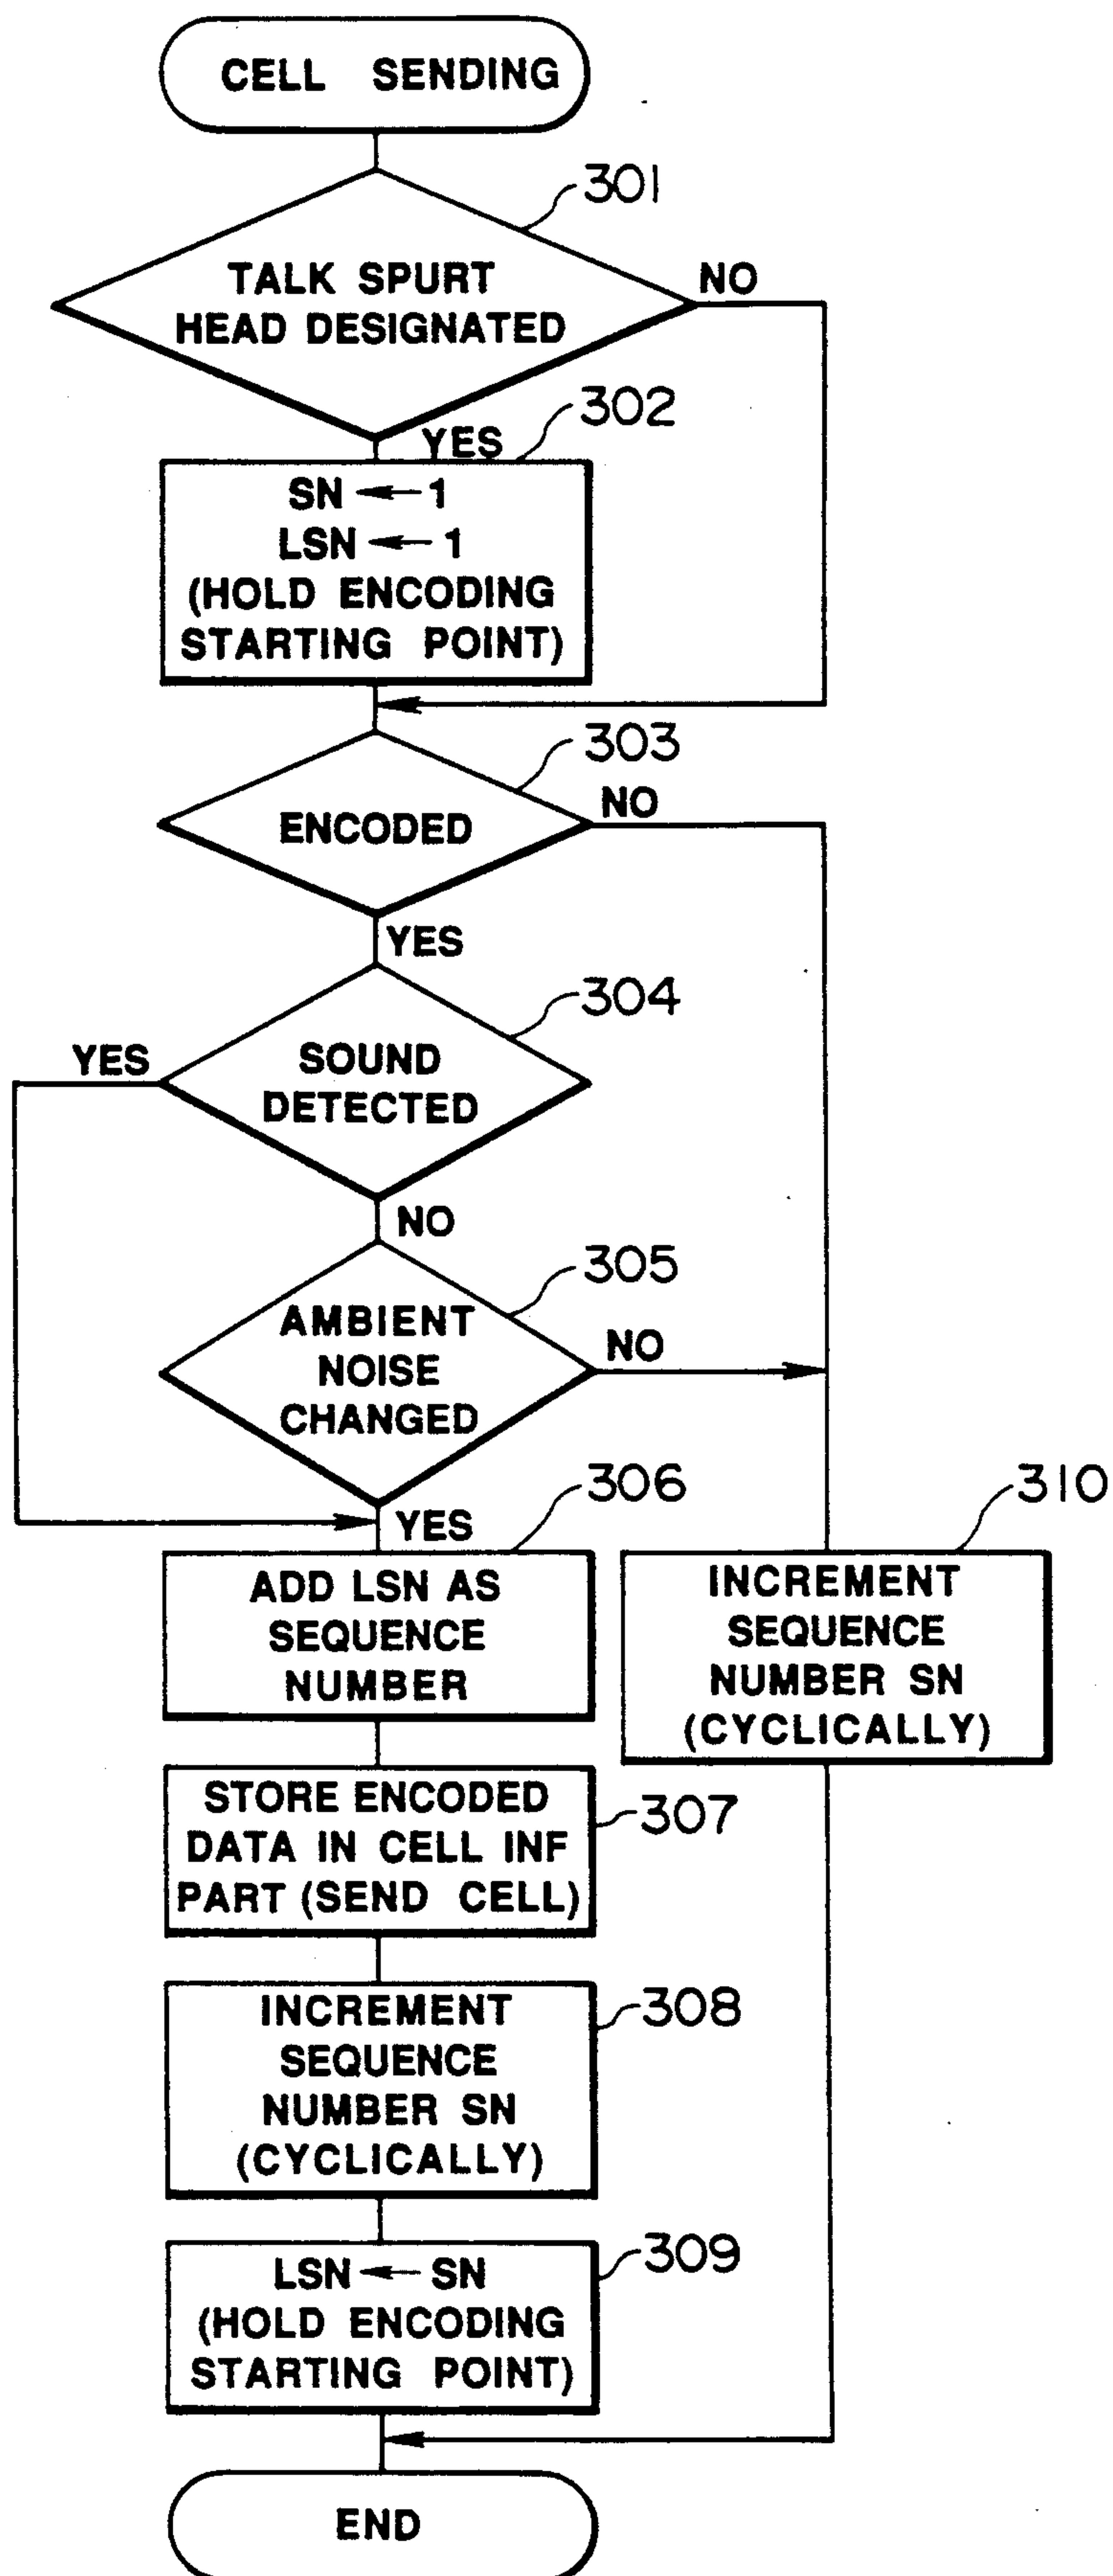 CELL SENDING
301
TALK SPURT
HEAD DESIGNATED
NO
302
YES
SN ← 1
LSN ← 1
(HOLD ENCODING
STARTING POINT)
303
ENCODED
NO
YES
304
YES
SOUND
DETECTED
NO
305
AMBIENT
NOISE
CHANGED
NO
306
YES
310
ADD LSN AS
SEQUENCE
NUMBER
INCREMENT
SEQUENCE
NUMBER SN
(CYCLICALLY)
STORE ENCODED
DATA IN CELL INF
PART (SEND CELL)
307
INCREMENT
SEQUENCE
NUMBER SN
(CYCLICALLY)
308
LSN ← SN
(HOLD ENCODING
STARTING POINT)
309
END